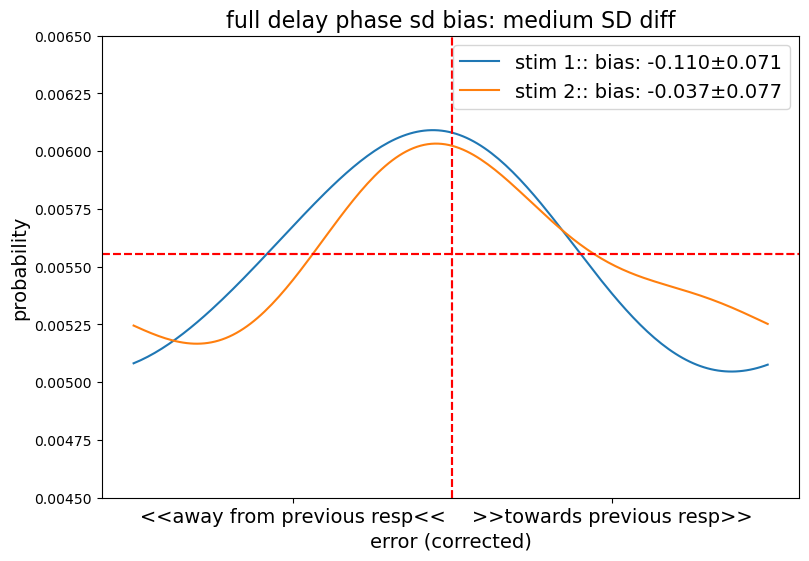 full delay phase sd bias: medium SD diff
stim 1:: bias: -0.110±0.071
stim 2:: bias: -0.037±0.077
0.00650
0.00625
0.00600
0.00575
0.00550
0.00525
0.00500
0.00475
0.00450
probability
<<away from previous resp<<
>>towards previous resp>>
error (corrected)